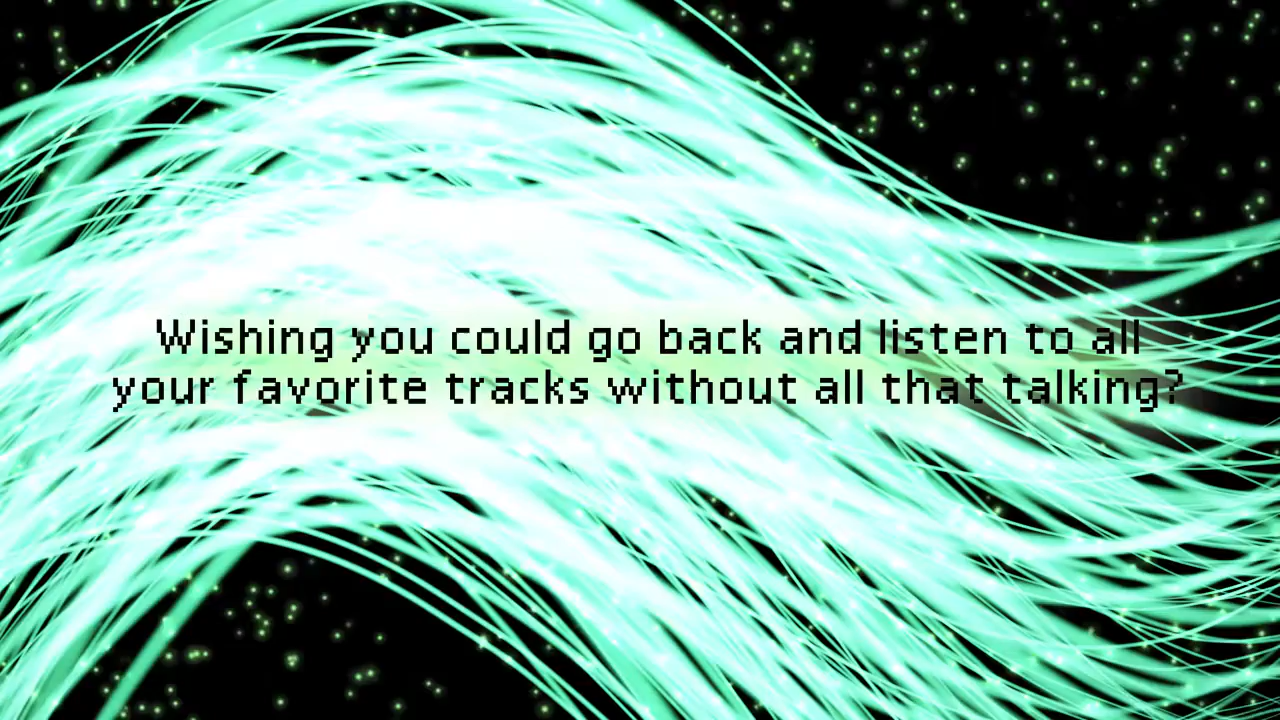 Wishing you could go back and listen to all
your favorite tracks without all that talking?